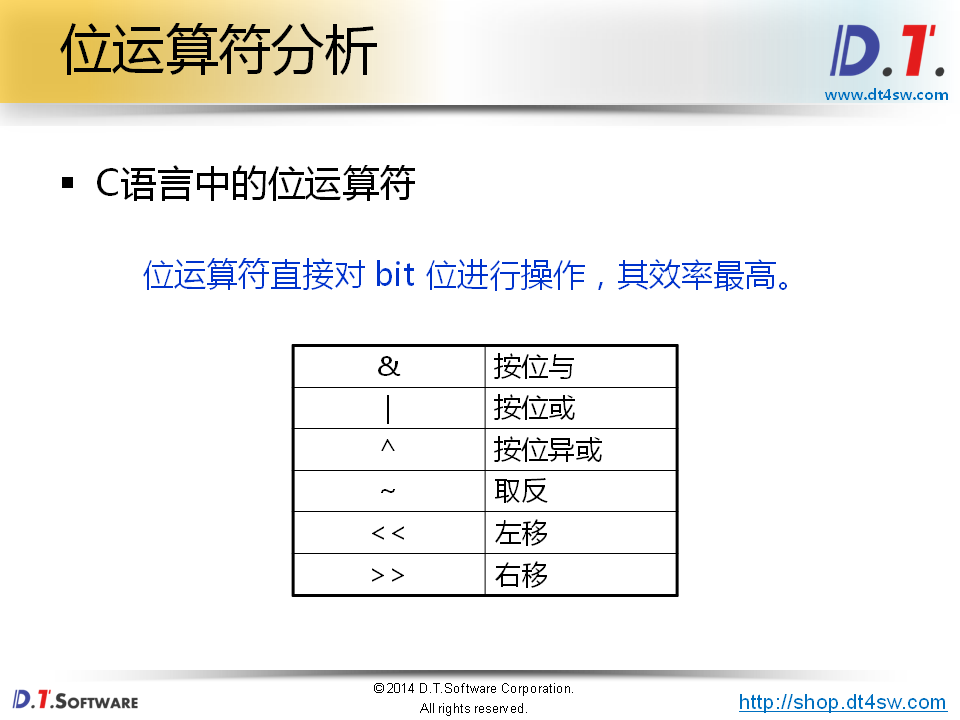 位运算符分析
D.T.
www.dt4sw.com
▪ C语言中的位运算符
位运算符直接对 bit 位进行操作，其效率最高。
& 按位与
| 按位或
^ 按位异或
~ 取反
<< 左移
>> 右移
D.T.SOFTWARE
©2014 D.T.Software Corporation.
All rights reserved.
http://shop.dt4sw.com